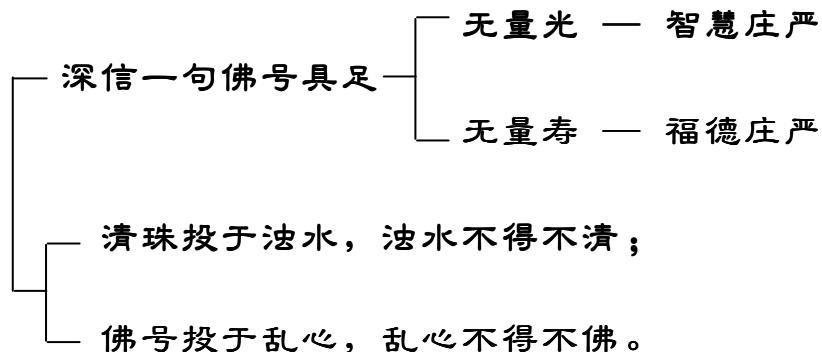 无量光 — 智慧庄严
深信一句佛号具足
无量寿 — 福德庄严
清珠投于浊水，浊水不得不清；
佛号投于乱心，乱心不得不佛。